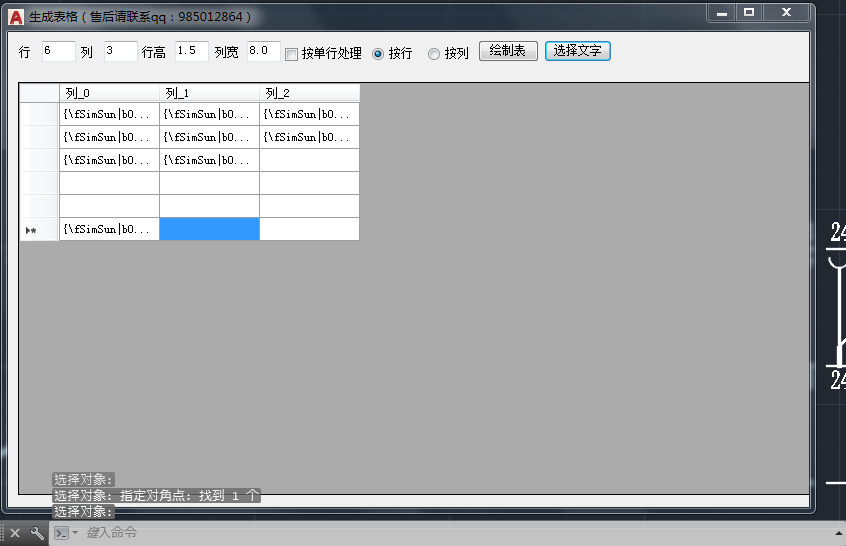 生成表格（售后请联系qq：985012864）
行 6 列 3 行高 1.5 列宽 8.0 按单行处理 按行 按列 绘制表 选择文字
列_0 列_1 列_2
{\fSimSun|b0... {\fSimSun|b0... {\fSimSun|b0...
{\fSimSun|b0... {\fSimSun|b0... {\fSimSun|b0...
{\fSimSun|b0... {\fSimSun|b0...
{\fSimSun|b0...
24
24
选择对象:
选择对象: 指定对角点: 找到 1 个
选择对象:
键入命令